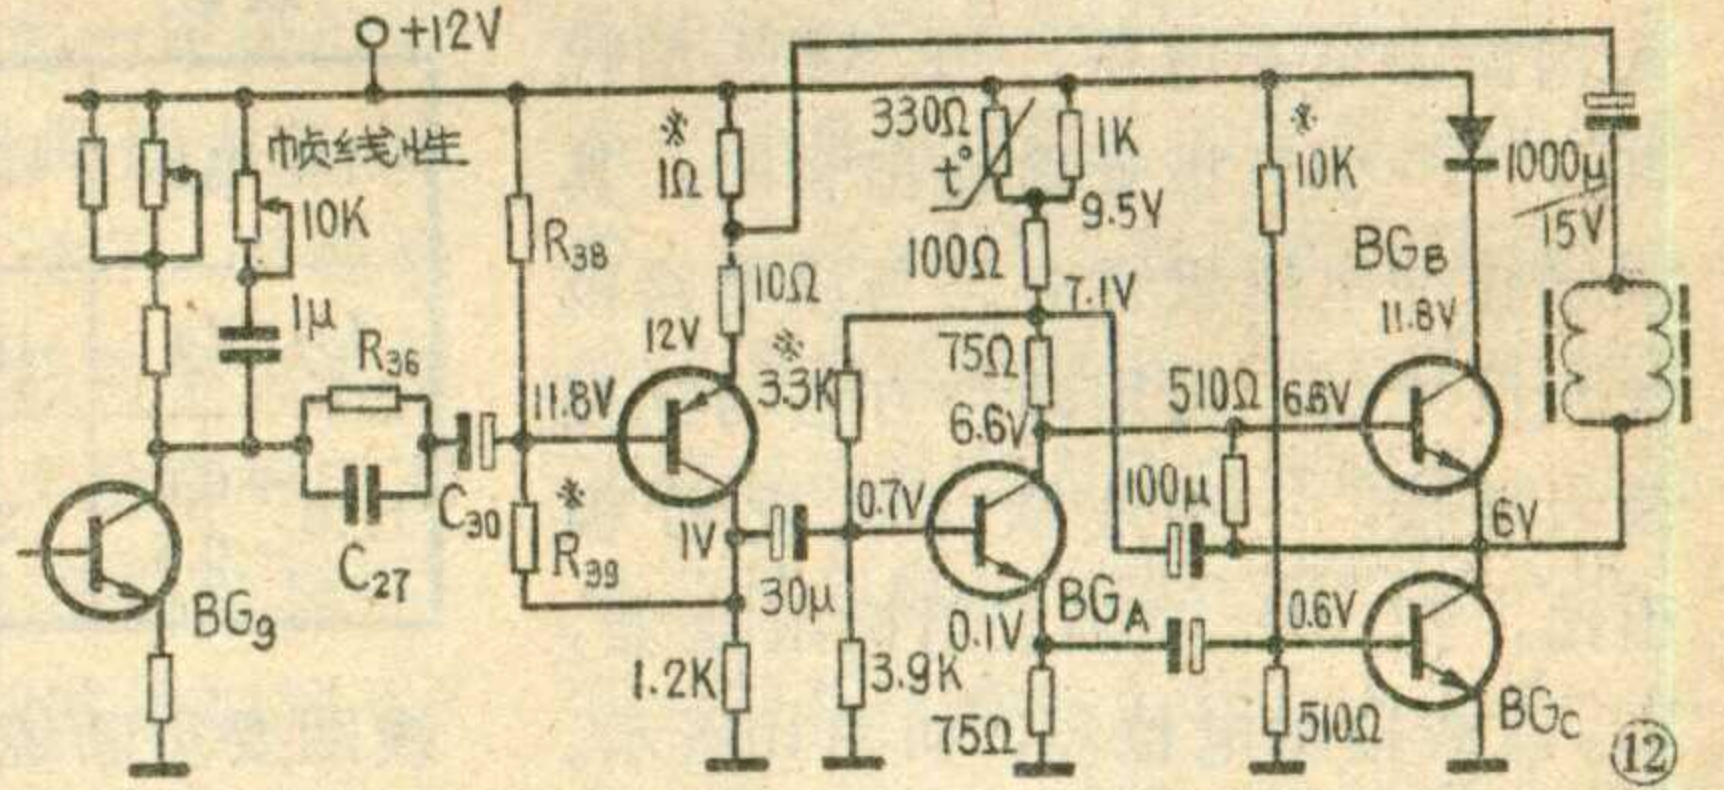 +12V
帧线性
10K
1μ
R36
C27
C30
BG9
R38
※
R39
※
1Ω
10Ω
12V
11.8V
1V
30μ
1.2K
※
3.3K
0.7V
3.9K
330Ω
t°
1K
9.5V
100Ω
7.1V
75Ω
6.6V
BGA
0.1V
75Ω
※
10K
510Ω
6.6V
100μ
0.6V
510Ω
BGB
11.8V
6V
BGC
1000μ
15V
⑫